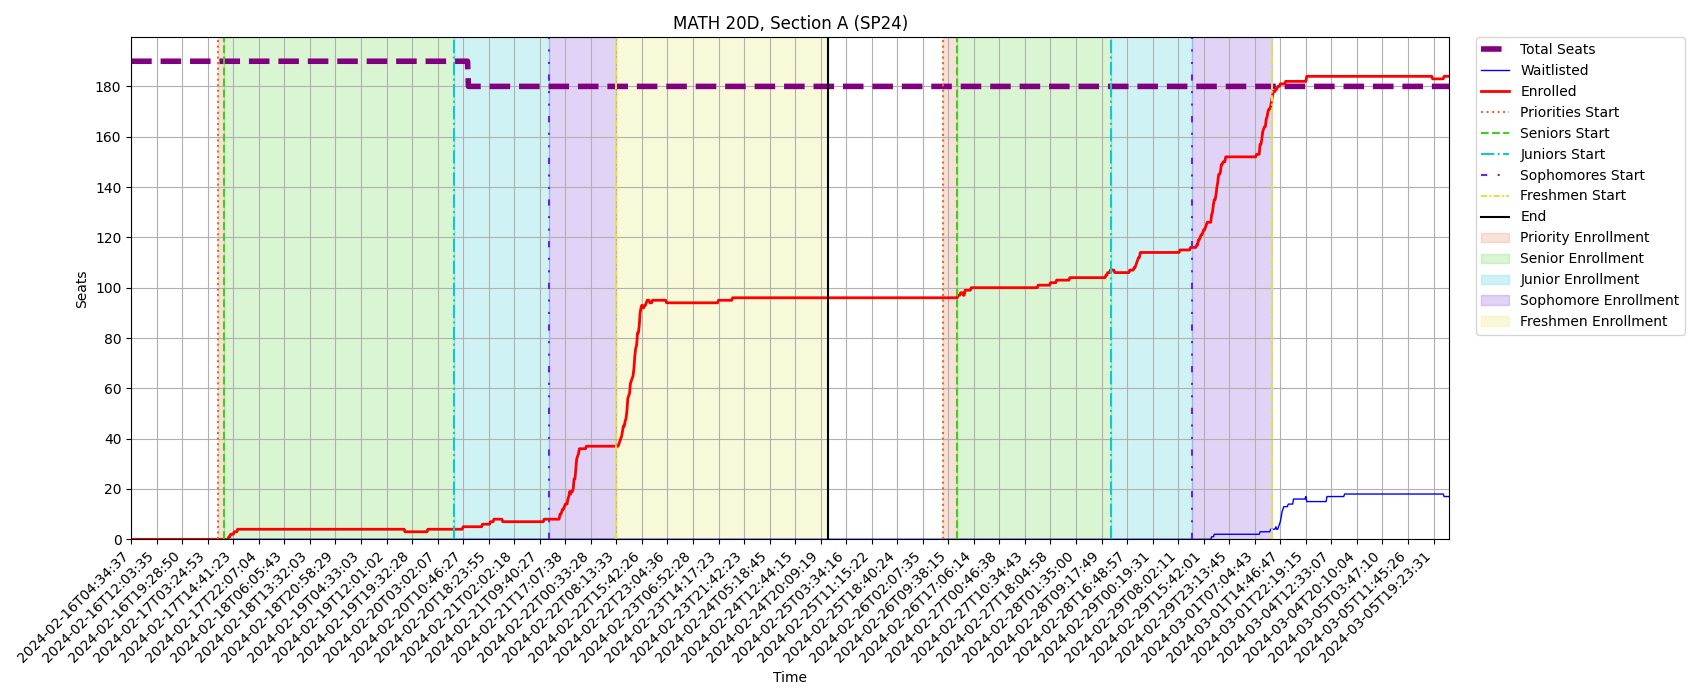 MATH 20D, Section A (SP24)
Seats
180
160
140
120
100
80
60
40
20
0
2024-02-16T04:34:37
2024-02-16T12:03:35
2024-02-16T19:28:50
2024-02-17T03:24:53
2024-02-17T14:41:23
2024-02-17T22:07:04
2024-02-18T06:05:43
2024-02-18T13:32:03
2024-02-18T20:58:29
2024-02-19T04:33:03
2024-02-19T12:01:02
2024-02-19T19:32:28
2024-02-20T03:02:07
2024-02-20T10:46:27
2024-02-20T18:23:55
2024-02-21T02:02:18
2024-02-21T09:40:27
2024-02-21T17:07:38
2024-02-22T00:33:28
2024-02-22T08:13:33
2024-02-22T15:42:26
2024-02-22T23:04:36
2024-02-23T06:52:28
2024-02-23T14:17:23
2024-02-23T21:42:23
2024-02-24T05:18:45
2024-02-24T12:44:15
2024-02-24T20:09:19
2024-02-25T03:34:16
2024-02-25T11:15:22
2024-02-25T18:40:24
2024-02-26T02:07:35
2024-02-26T09:38:15
2024-02-26T17:06:14
2024-02-27T00:46:38
2024-02-27T10:34:43
2024-02-27T18:04:58
2024-02-28T01:35:00
2024-02-28T09:17:49
2024-02-28T16:48:57
2024-02-29T00:19:31
2024-02-29T08:02:11
2024-02-29T15:42:01
2024-02-29T23:13:45
2024-03-01T07:04:43
2024-03-01T14:46:47
2024-03-01T22:19:15
2024-03-04T12:33:07
2024-03-04T20:10:04
2024-03-05T03:47:10
2024-03-05T11:45:26
2024-03-05T19:23:31
Time
Total Seats
Waitlisted
Enrolled
Priorities Start
Seniors Start
Juniors Start
Sophomores Start
Freshmen Start
End
Priority Enrollment
Senior Enrollment
Junior Enrollment
Sophomore Enrollment
Freshmen Enrollment